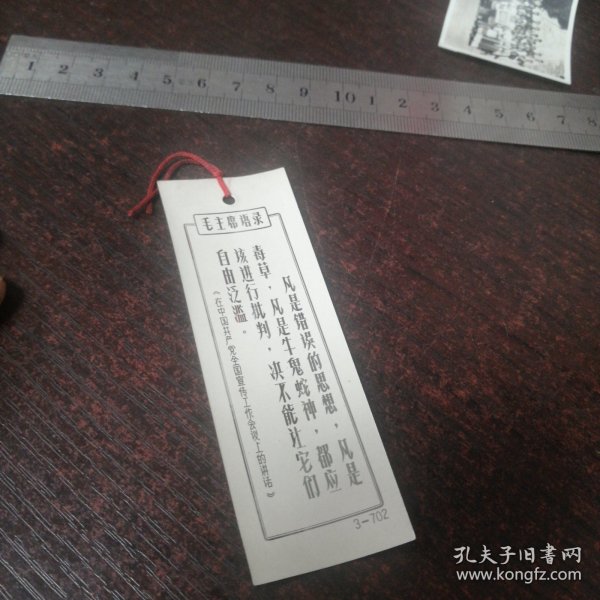 1 2 3 4 5 6 7 8 9 10 1 2 3 4 5 6 7 8
毛主席语录
凡是错误的思想，凡是
毒草，凡是牛鬼蛇神，都应
该进行批判，决不能让它们
自由泛滥。
《在中国共产党全国宣传工作会议上的讲话》
3—702
孔夫子旧書网
www.kongfz.com